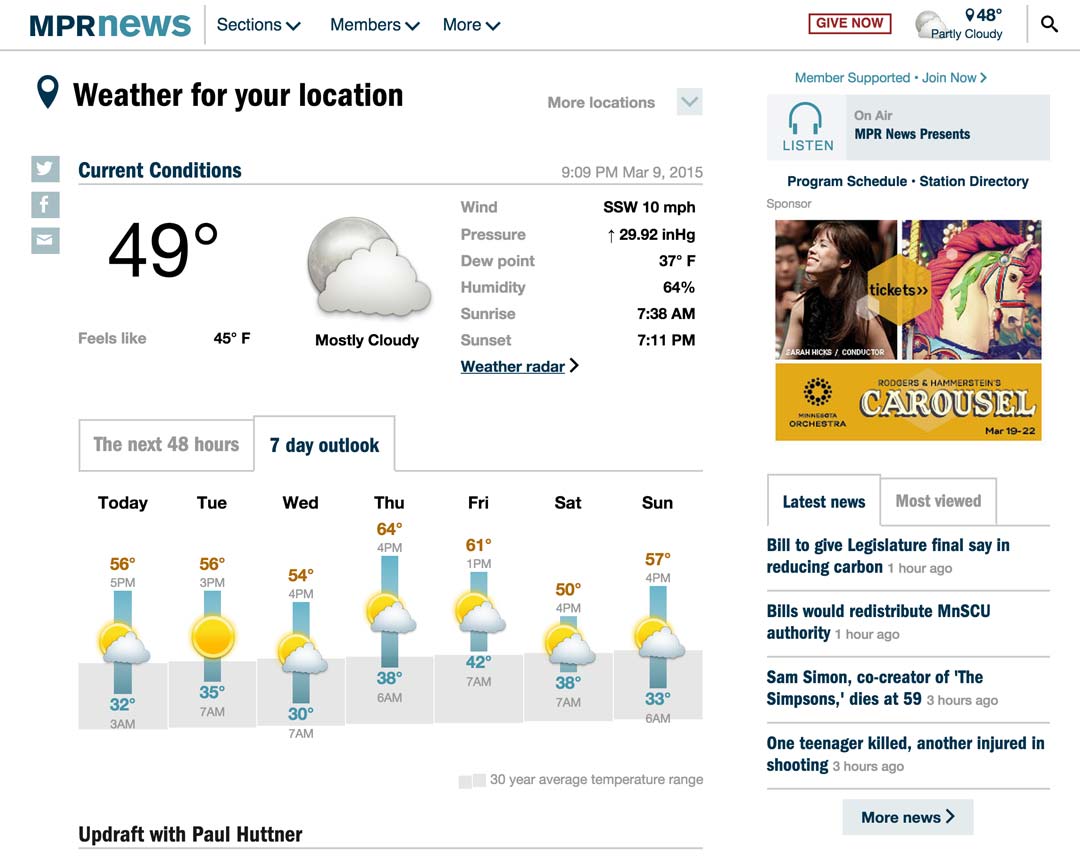 MPRnews
Sections
Members
More
GIVE NOW
48°
Partly Cloudy
Weather for your location
More locations
Current Conditions
9:09 PM Mar 9, 2015
49°
Feels like 45° F
Mostly Cloudy
Wind SSW 10 mph
Pressure ↑ 29.92 inHg
Dew point 37° F
Humidity 64%
Sunrise 7:38 AM
Sunset 7:11 PM
Weather radar
The next 48 hours
7 day outlook
Today Tue Wed Thu Fri Sat Sun
56° 56° 54° 64° 61° 50° 57°
5PM 3PM 4PM 4PM 1PM 4PM 4PM
32° 35° 30° 38° 42° 38° 33°
3AM 7AM 7AM 6AM 7AM 7AM 6AM
30 year average temperature range
Updraft with Paul Huttner
Member Supported • Join Now
LISTEN
On Air
MPR News Presents
Program Schedule • Station Directory
Sponsor
tickets»
SARAH HICKS / CONDUCTOR
MINNESOTA
ORCHESTRA
RODGERS & HAMMERSTEIN'S
CAROUSEL
Mar 19-22
Latest news
Most viewed
Bill to give Legislature final say in
reducing carbon 1 hour ago
Bills would redistribute MnSCU
authority 1 hour ago
Sam Simon, co-creator of 'The
Simpsons,' dies at 59 3 hours ago
One teenager killed, another injured in
shooting 3 hours ago
More news